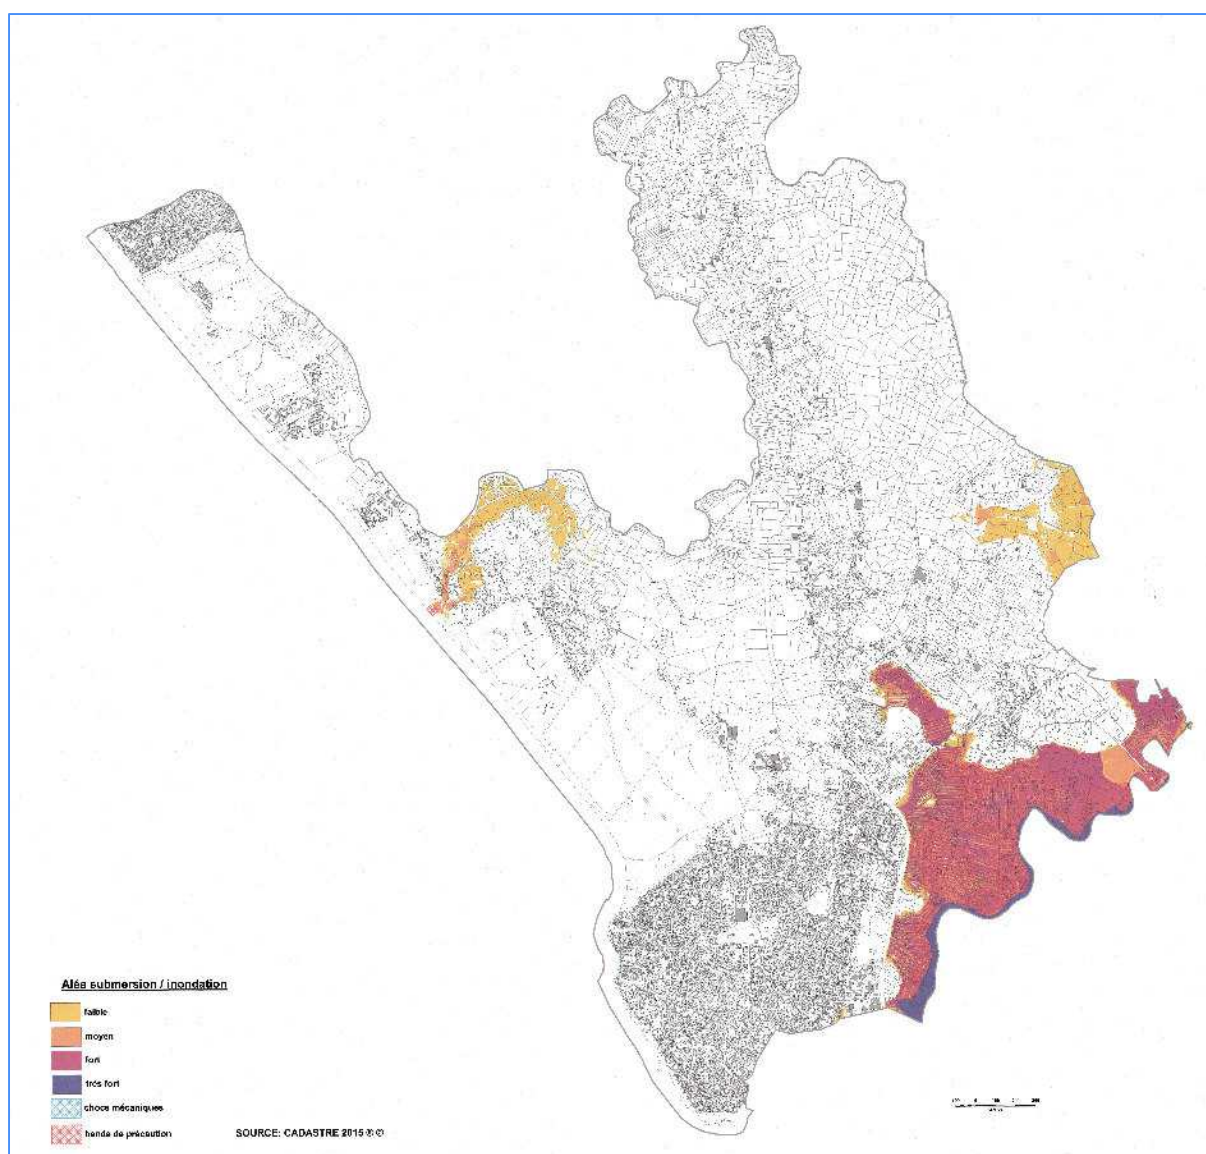 Aléa submersion / inondation
faible
moyen
fort
très fort
chocs mécaniques
bande de précaution
SOURCE: CADASTRE 2015 ® ©